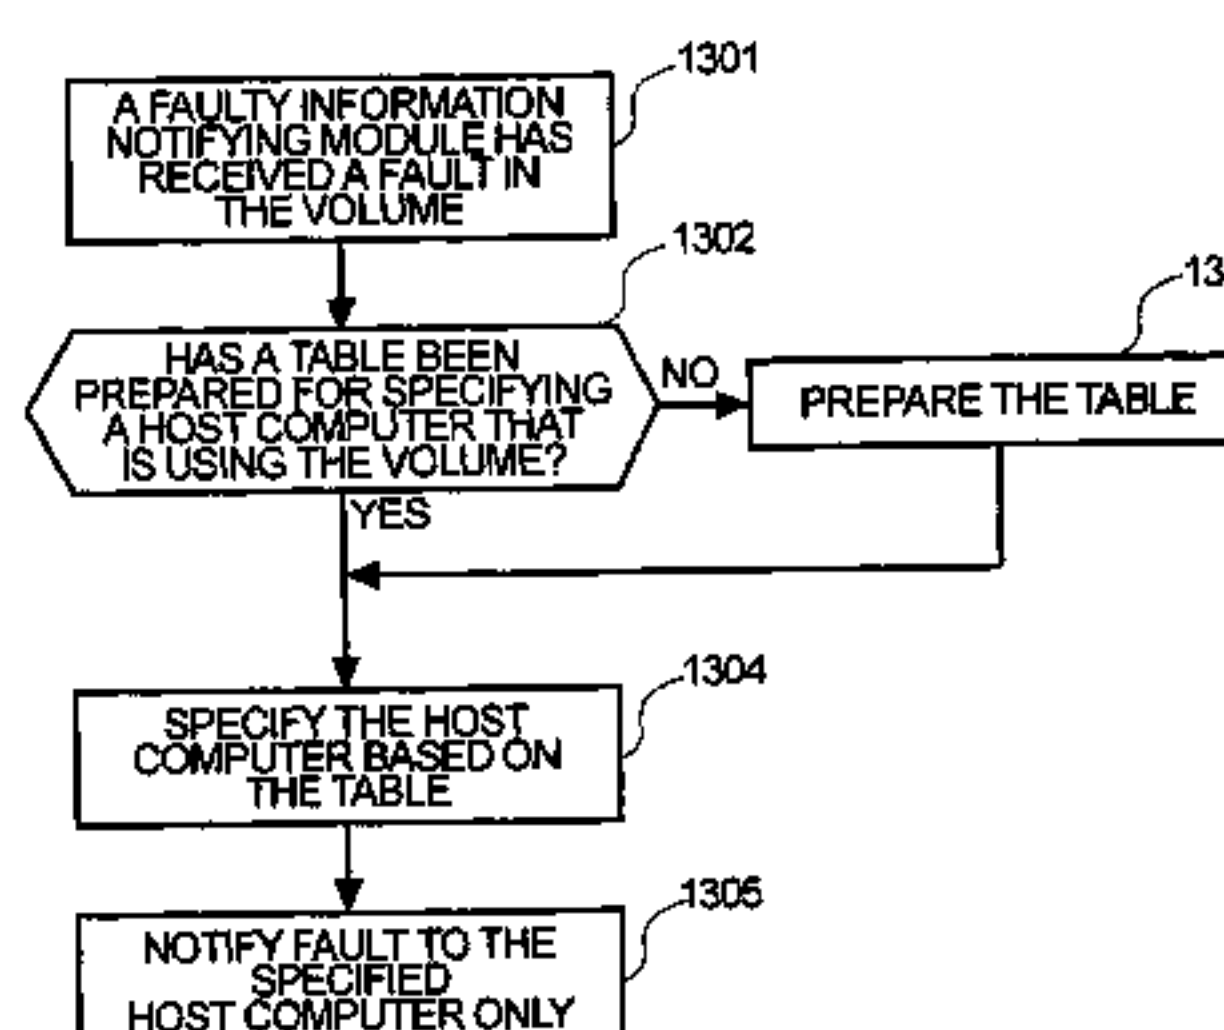 1301
A FAULTY INFORMATION
NOTIFYING MODULE HAS
RECEIVED A FAULT IN
THE VOLUME
1302
HAS A TABLE BEEN
PREPARED FOR SPECIFYING
A HOST COMPUTER THAT
IS USING THE VOLUME?
NO
PREPARE THE TABLE
YES
1304
SPECIFY THE HOST
COMPUTER BASED ON
THE TABLE
1305
NOTIFY FAULT TO THE
SPECIFIED
HOST COMPUTER ONLY